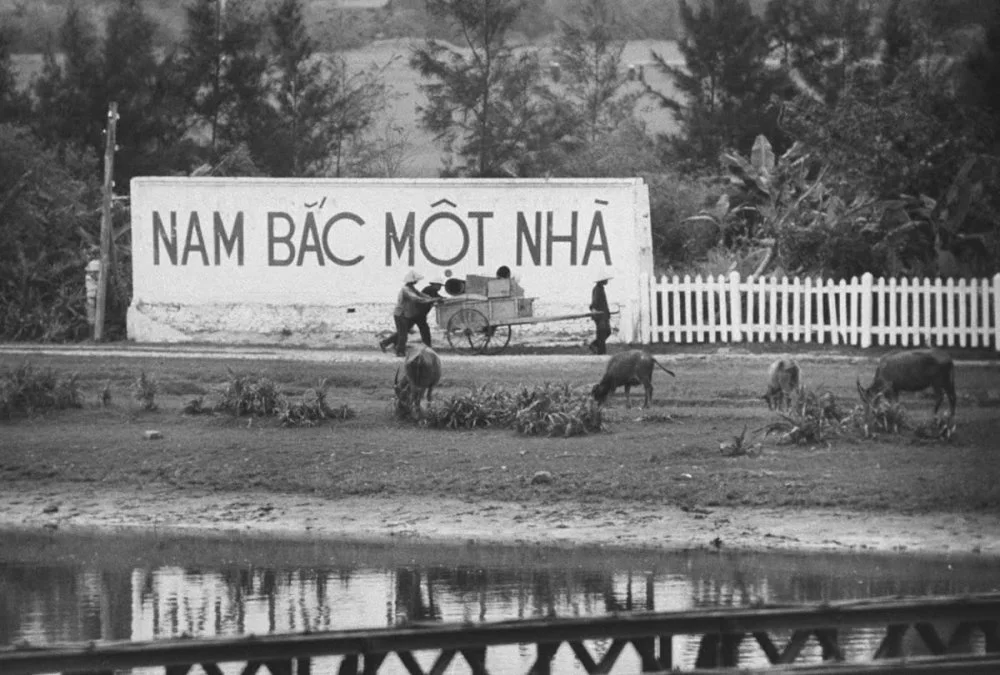 NAM BẮC MỘT NHÀ